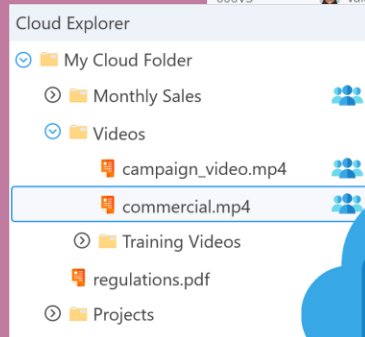 Cloud Explorer
My Cloud Folder
Monthly Sales
Videos
campaign_video.mp4
commercial.mp4
Training Videos
regulations.pdf
Projects